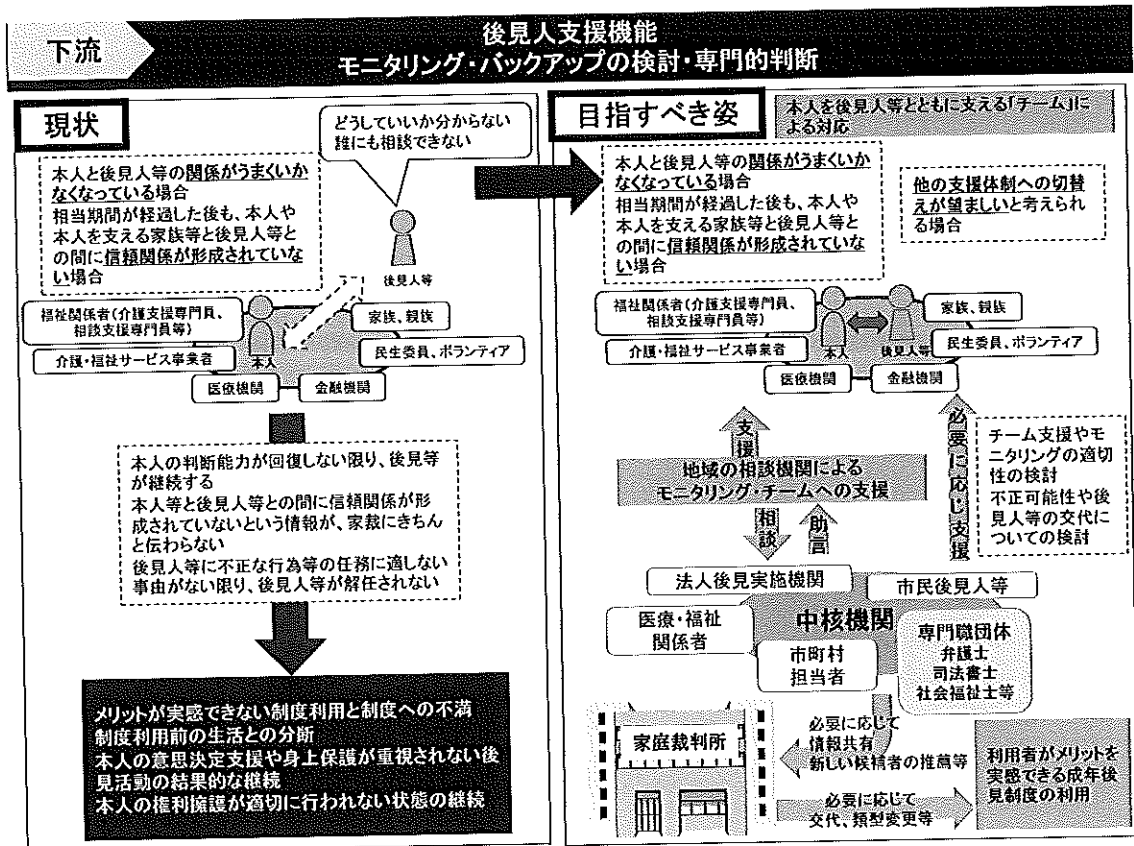 下流
後見人支援機能
モニタリング・バックアップの検討・専門的判断
現状
どうしていいか分からない
誰にも相談できない
本人と後見人等の関係がうまくいか
なくなっている場合
相当期間が経過した後も、本人や
本人を支える家族等と後見人等と
の間に信頼関係が形成されていな
い場合
後見人等
福祉関係者(介護支援専門員、
相談支援専門員等)
家族、親族
本人
介護・福祉サービス事業者
民生委員、ボランティア
医療機関
金融機関
本人の判断能力が回復しない限り、後見等
が継続する
本人等と後見人等との間に信頼関係が形
成されていないという情報が、家裁にきちん
と伝わらない
後見人等に不正な行為等の任務に適しない
事由がない限り、後見人等が解任されない
メリットが実感できない制度利用と制度への不満
制度利用前の生活との分断
本人の意思決定支援や身上保護が重視されない後
見活動の結果的な継続
本人の権利擁護が適切に行われない状態の継続
目指すべき姿
本人を後見人等とともに支える「チーム」に
よる対応
本人と後見人等の関係がうまくいか
なくなっている場合
相当期間が経過した後も、本人や
本人を支える家族等と後見人等と
の間に信頼関係が形成されていな
い場合
他の支援体制への切替
えが望ましいと考えられ
る場合
福祉関係者(介護支援専門員、
相談支援専門員等)
家族、親族
本人
後見人等
介護・福祉サービス事業者
民生委員、ボランティア
医療機関
金融機関
支援
地域の相談機関による
モニタリング・チームへの支援
相談
助言
必要に応じ支援
チーム支援やモ
ニタリングの適切
性の検討
不正可能性や後
見人等の交代に
ついての検討
法人後見実施機関
市民後見人等
医療・福祉
関係者
中核機関
市町村
担当者
専門職団体
弁護士
司法書士
社会福祉士等
家庭裁判所
必要に応じて
情報共有
新しい候補者の推薦等
必要に応じて
交代、類型変更等
利用者がメリットを
実感できる成年後
見制度の利用